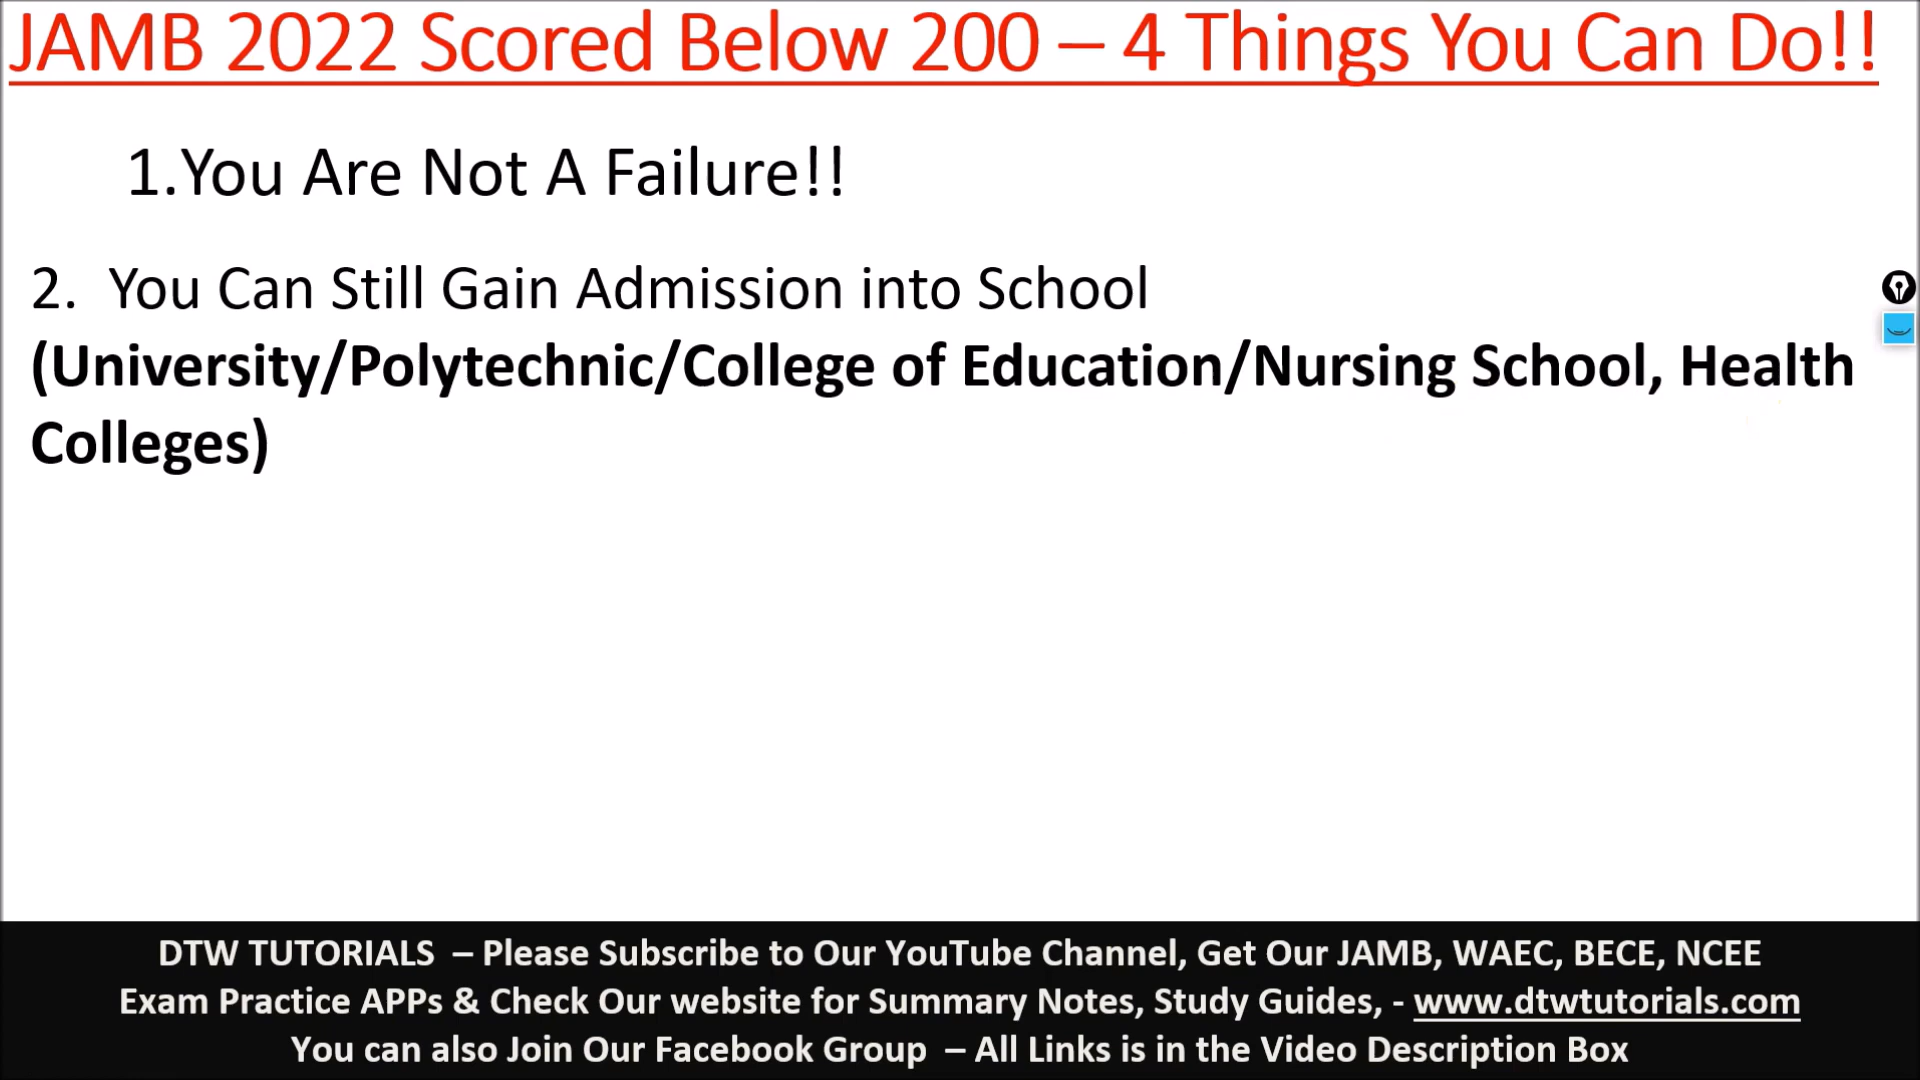 JAMB 2022 Scored Below 200 – 4 Things You Can Do!!
1.You Are Not A Failure!!
2. You Can Still Gain Admission into School
(University/Polytechnic/College of Education/Nursing School, Health
Colleges)
DTW TUTORIALS – Please Subscribe to Our YouTube Channel, Get Our JAMB, WAEC, BECE, NCEE
Exam Practice APPs & Check Our website for Summary Notes, Study Guides, - www.dtwtutorials.com
You can also Join Our Facebook Group – All Links is in the Video Description Box